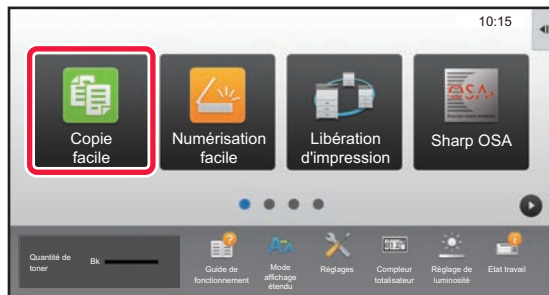 10:15
Copie
facile
Numérisation
facile
Libération
d'impression
Sharp OSA
Quantité de
toner
Bk
Guide de
fonctionnement
Mode
affichage
étendu
Réglages
Compteur
totalisateur
Réglage de
luminosité
Etat travail